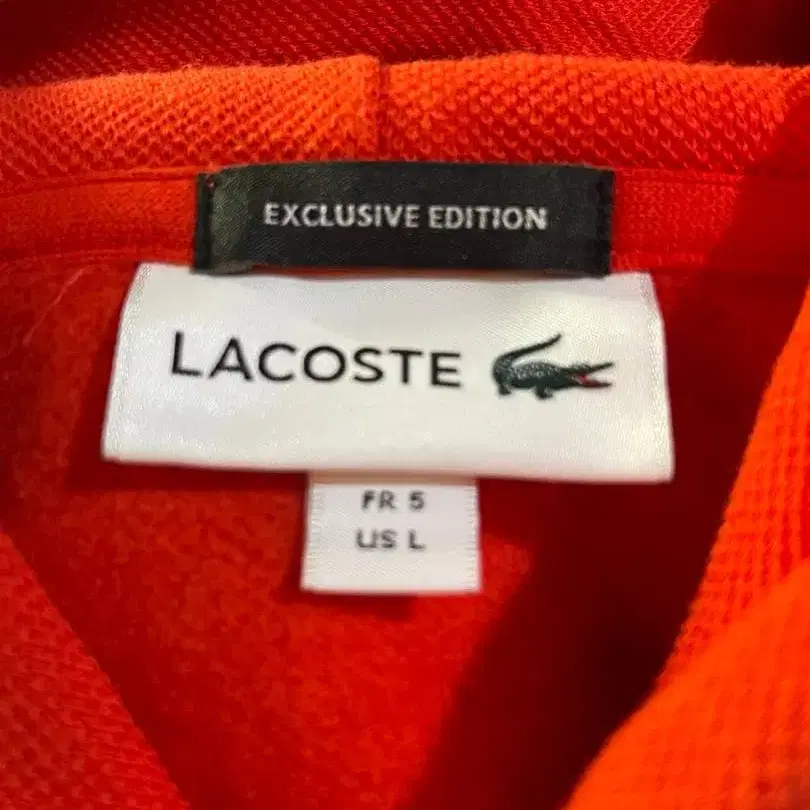 EXCLUSIVE EDITION
LACOSTE
FR 5
US L